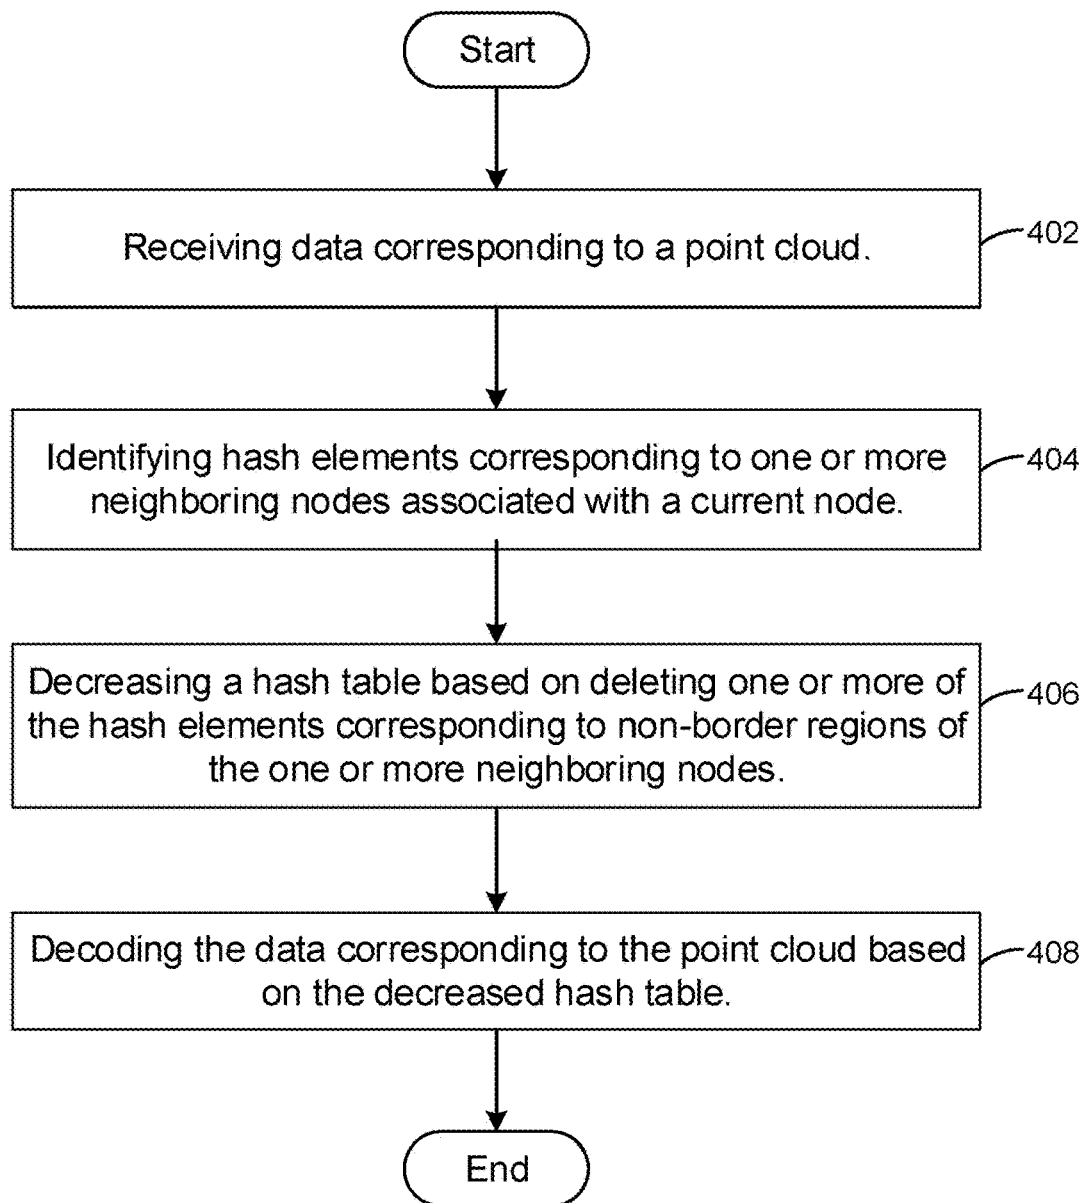 Start
Receiving data corresponding to a point cloud.
402
Identifying hash elements corresponding to one or more
neighboring nodes associated with a current node.
404
Decreasing a hash table based on deleting one or more of
the hash elements corresponding to non-border regions of
the one or more neighboring nodes.
406
Decoding the data corresponding to the point cloud based
on the decreased hash table.
408
End